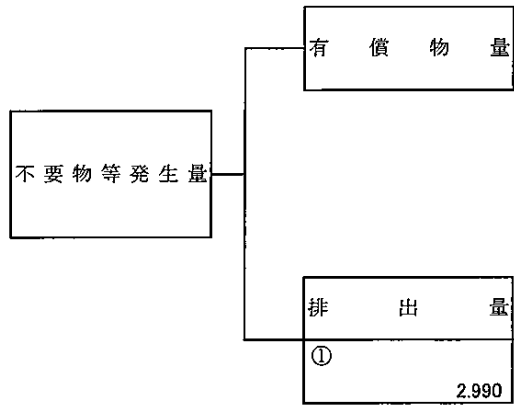 有償物量
不要物等発生量
排出量
①
2.990